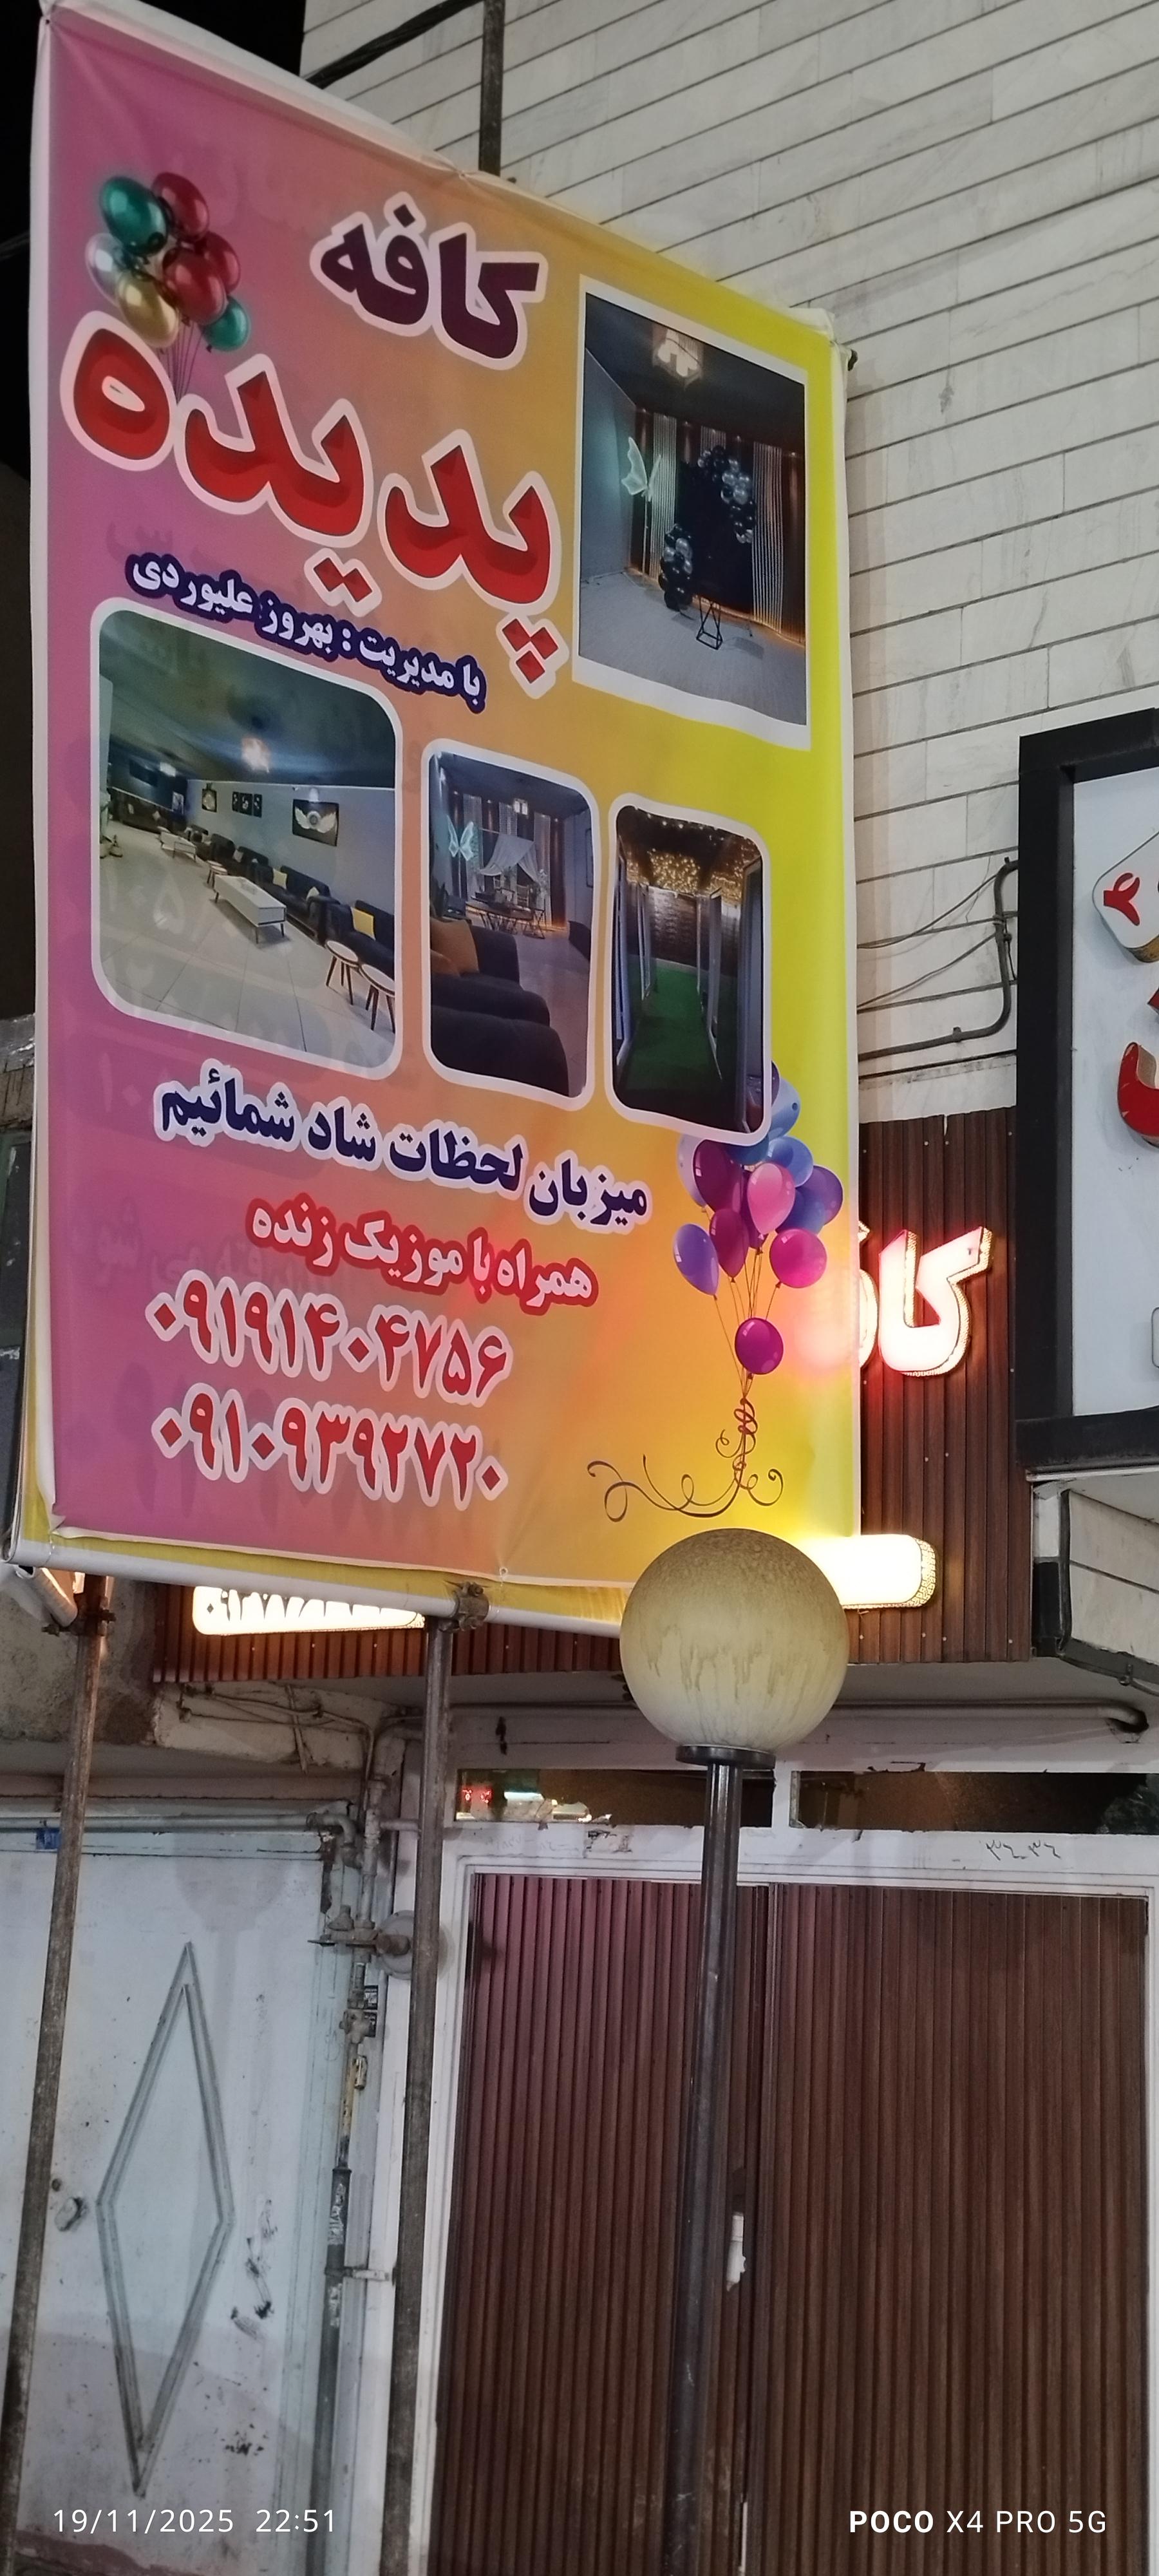 کافه
پدیده
با مدیریت : بهروز علیوردی
میزبان لحظات شاد شمائیم
همراه با موزیک زنده
۰۹۱۹۱۴۰۴۷۵۶
۰۹۱۰۹۳۹۲۷۲۰
19/11/2025 22:51
POCO X4 PRO 5G